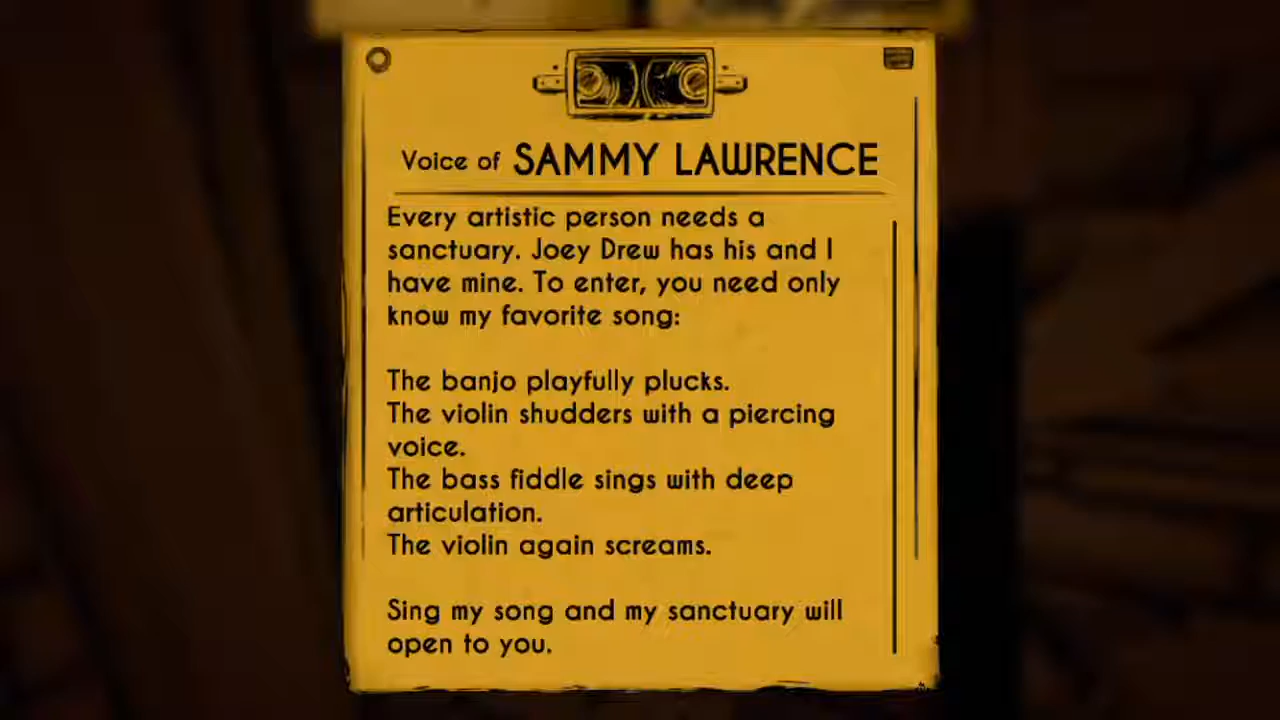 Voice of SAMMY LAWRENCE
Every artistic person needs a
sanctuary. Joey Drew has his and I
have mine. To enter, you need only
know my favorite song:
The banjo playfully plucks.
The violin shudders with a piercing
voice.
The bass fiddle sings with deep
articulation.
The violin again screams.
Sing my song and my sanctuary will
open to you.